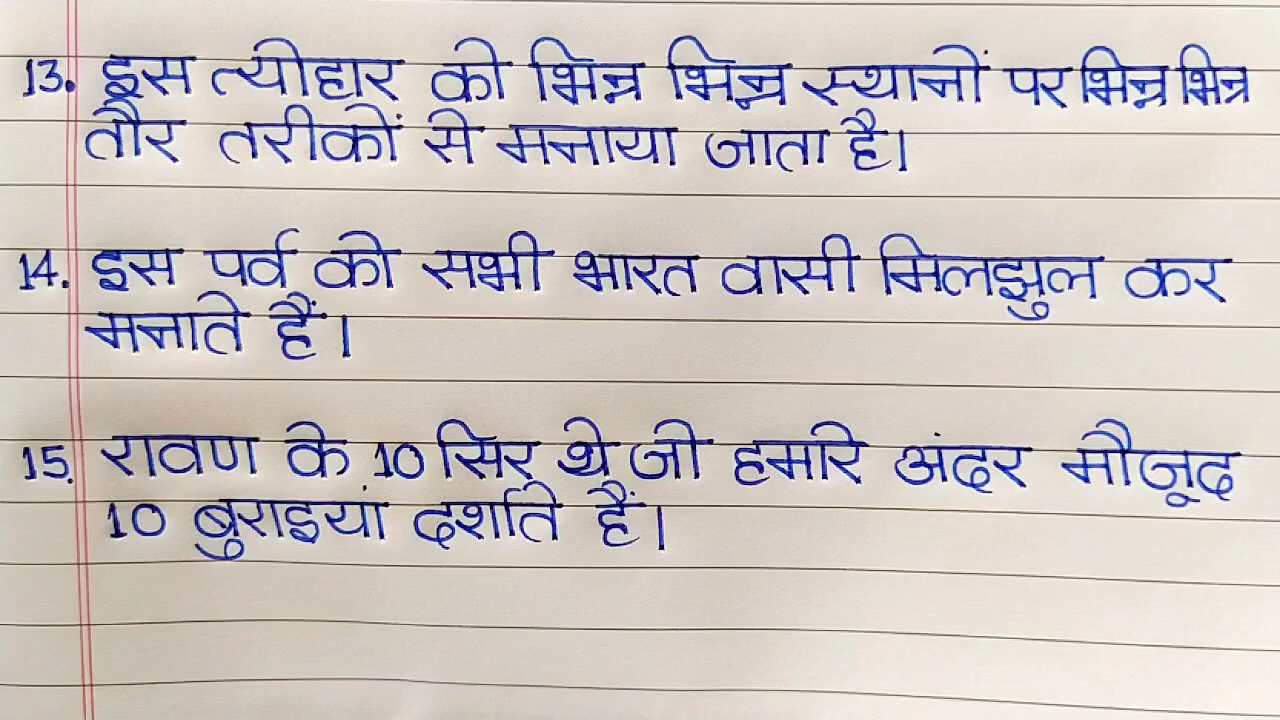 13. इस त्योहार को भिन्न भिन्न स्थानों पर भिन्न भिन्न
तौर तरीकों से मनाया जाता है।
14. इस पर्व को सभी भारत वासी मिलझुल कर
मनाते हैं।
15. रावण के 10 सिर थे जो हमारे अंदर मौजूद
10 बुराइयां दर्शाते हैं।